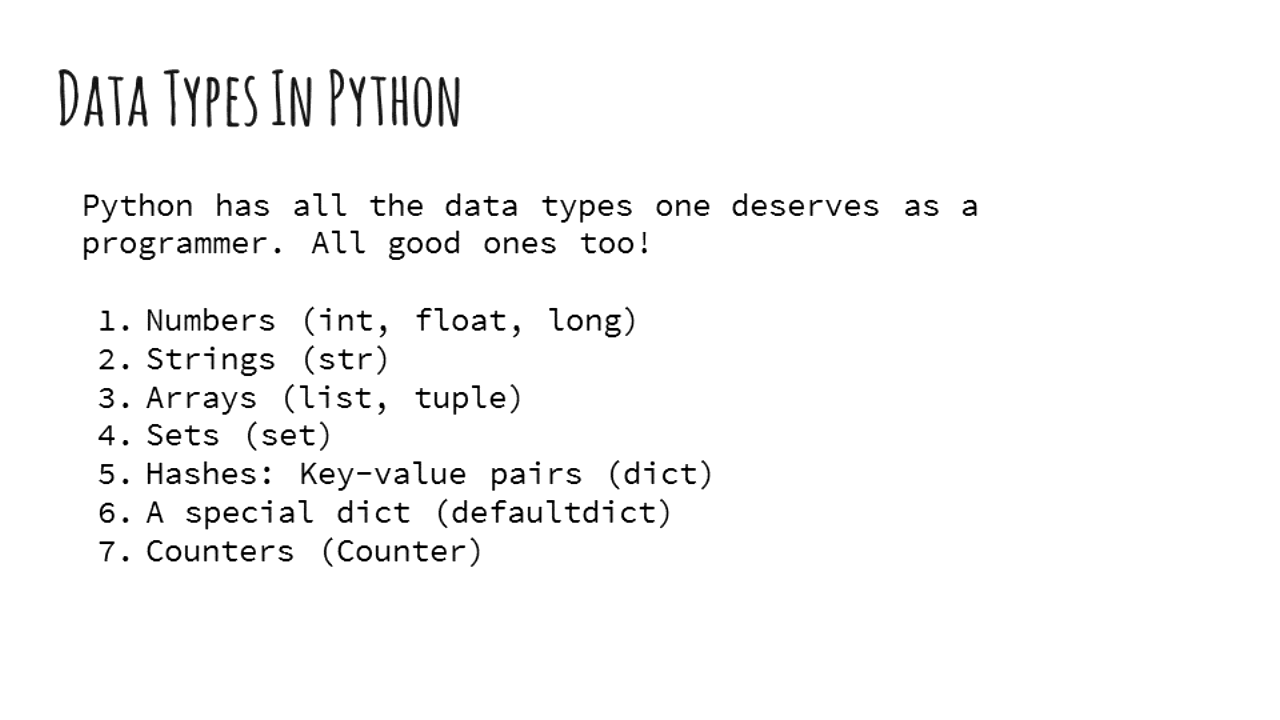 Data Types In Python
Python has all the data types one deserves as a
programmer. All good ones too!
1. Numbers (int, float, long)
2. Strings (str)
3. Arrays (list, tuple)
4. Sets (set)
5. Hashes: Key-value pairs (dict)
6. A special dict (defaultdict)
7. Counters (Counter)